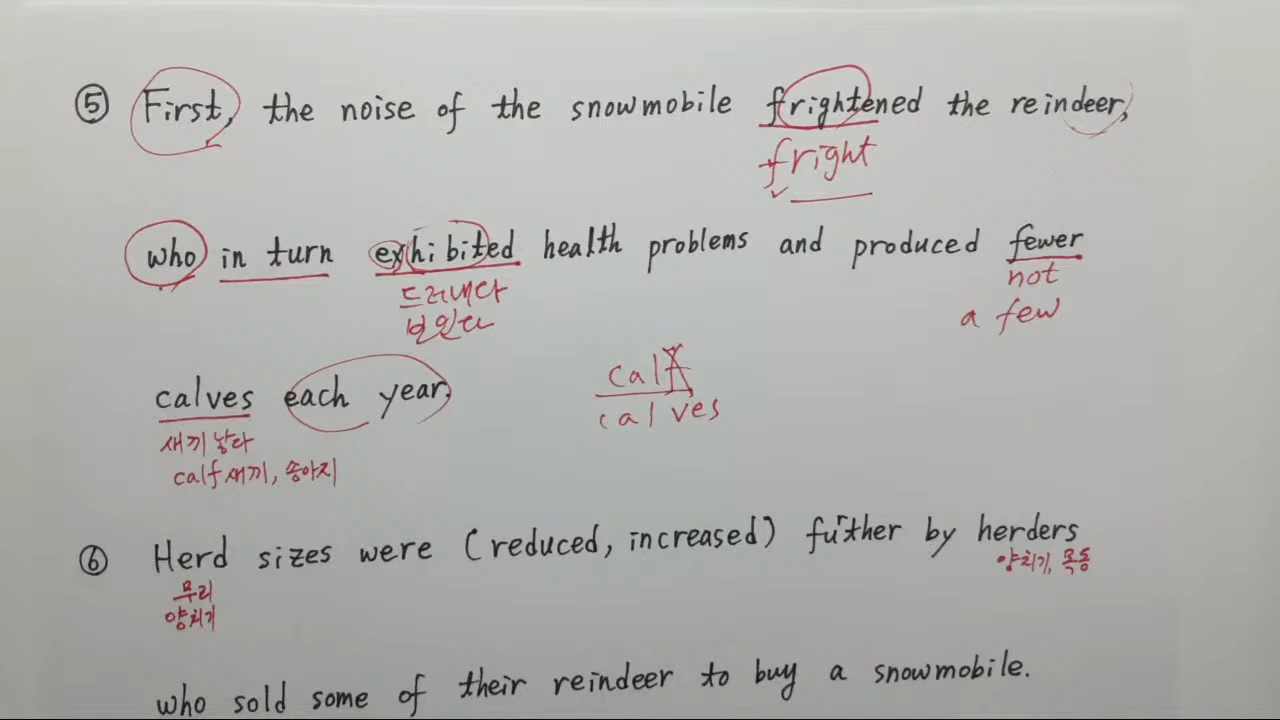 ⑤ First, the noise of the snowmobile frightened the reindeer,
fright
who in turn exhibited health problems and produced fewer
드러내다
보인다
not
a few
calves each year.
새끼 낳다
calf 새끼, 송아지
calf
calves
⑥ Herd sizes were (reduced, increased) futher by herders
무리
양치기
양치기, 목동
who sold some of their reindeer to buy a snowmobile.